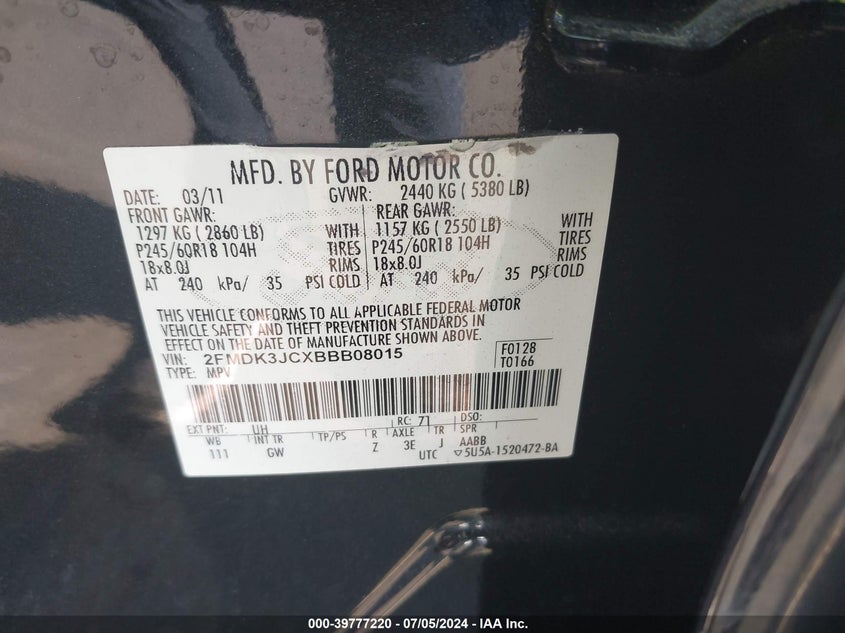 MFD. BY FORD MOTOR CO.
DATE: 03/11 GVWR: 2440 KG ( 5380 LB)
FRONT GAWR: REAR GAWR:
1297 KG ( 2860 LB) WITH 1157 KG ( 2550 LB) WITH
P245/60R18 104H TIRES P245/60R18 104H TIRES
18x8.0J RIMS 18x8.0J RIMS
AT 240 kPa/ 35 PSI COLD AT 240 kPa/ 35 PSI COLD
THIS VEHICLE CONFORMS TO ALL APPLICABLE FEDERAL MOTOR
VEHICLE SAFETY AND THEFT PREVENTION STANDARDS IN
EFFECT ON THE DATE OF MANUFACTURE SHOWN ABOVE.
VIN: 2FMDK3JCXBBB08015 F0128
TYPE: MPV T0166
EXT PNT: UH RC: 71 DSO:
WB INT TR TP/PS R AXLE TR SPR
111 GW Z 3E J AABB
UTC ▽5U5A-1520472-BA
000-39777220 - 07/05/2024 - IAA Inc.